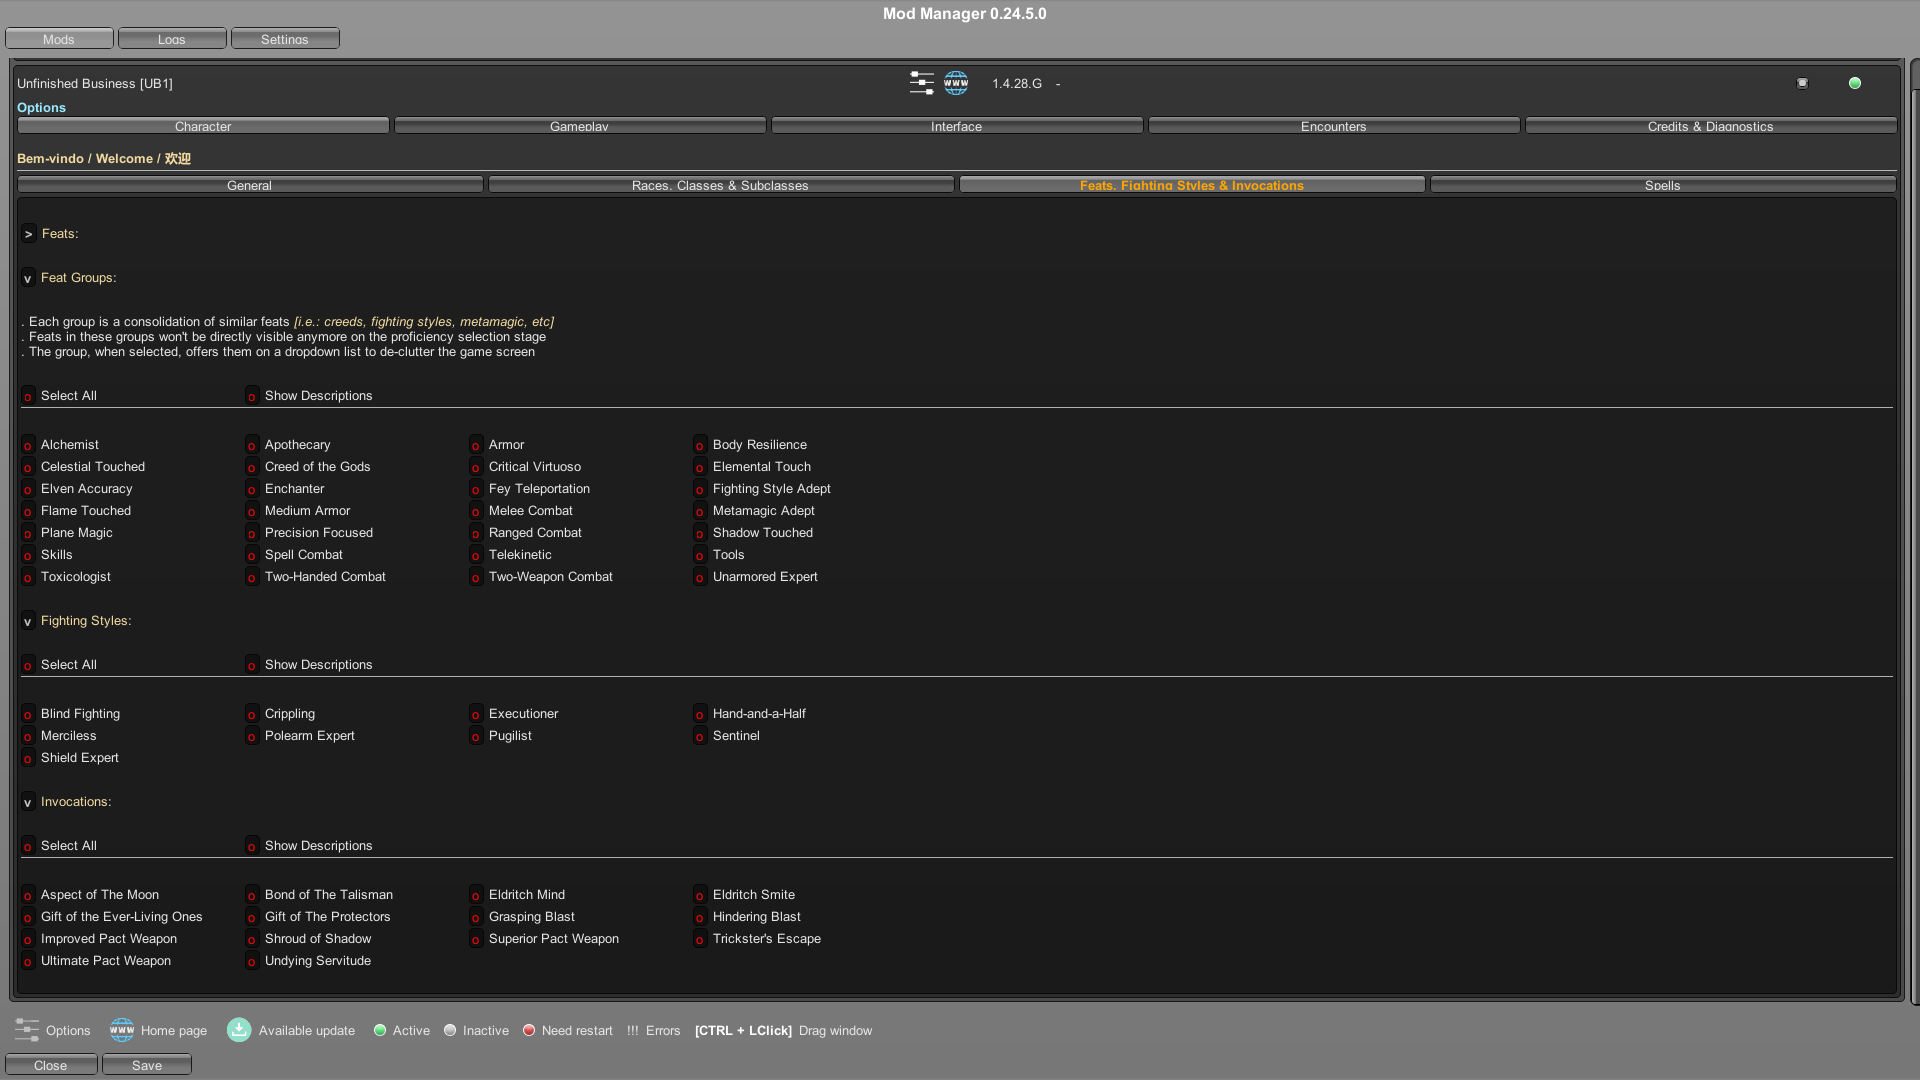 Mod Manager 0.24.5.0
Mods Logs Settings
Unfinished Business [UB1] www 1.4.28.G -
Options
Character Gameplay Interface Encounters Credits & Diagnostics
Bem-vindo / Welcome / 欢迎
General Races, Classes & Subclasses Feats, Fighting Styles & Invocations Spells
> Feats:
v Feat Groups:
. Each group is a consolidation of similar feats [i.e.: creeds, fighting styles, metamagic, etc]
. Feats in these groups won't be directly visible anymore on the proficiency selection stage
. The group, when selected, offers them on a dropdown list to de-clutter the game screen
o Select All o Show Descriptions
o Alchemist o Apothecary o Armor o Body Resilience
o Celestial Touched o Creed of the Gods o Critical Virtuoso o Elemental Touch
o Elven Accuracy o Enchanter o Fey Teleportation o Fighting Style Adept
o Flame Touched o Medium Armor o Melee Combat o Metamagic Adept
o Plane Magic o Precision Focused o Ranged Combat o Shadow Touched
o Skills o Spell Combat o Telekinetic o Tools
o Toxicologist o Two-Handed Combat o Two-Weapon Combat o Unarmored Expert
v Fighting Styles:
o Select All o Show Descriptions
o Blind Fighting o Crippling o Executioner o Hand-and-a-Half
o Merciless o Polearm Expert o Pugilist o Sentinel
o Shield Expert
v Invocations:
o Select All o Show Descriptions
o Aspect of The Moon o Bond of The Talisman o Eldritch Mind o Eldritch Smite
o Gift of the Ever-Living Ones o Gift of The Protectors o Grasping Blast o Hindering Blast
o Improved Pact Weapon o Shroud of Shadow o Superior Pact Weapon o Trickster's Escape
o Ultimate Pact Weapon o Undying Servitude
Options www Home page Available update Active Inactive Need restart !!! Errors [CTRL + LClick] Drag window
Close Save